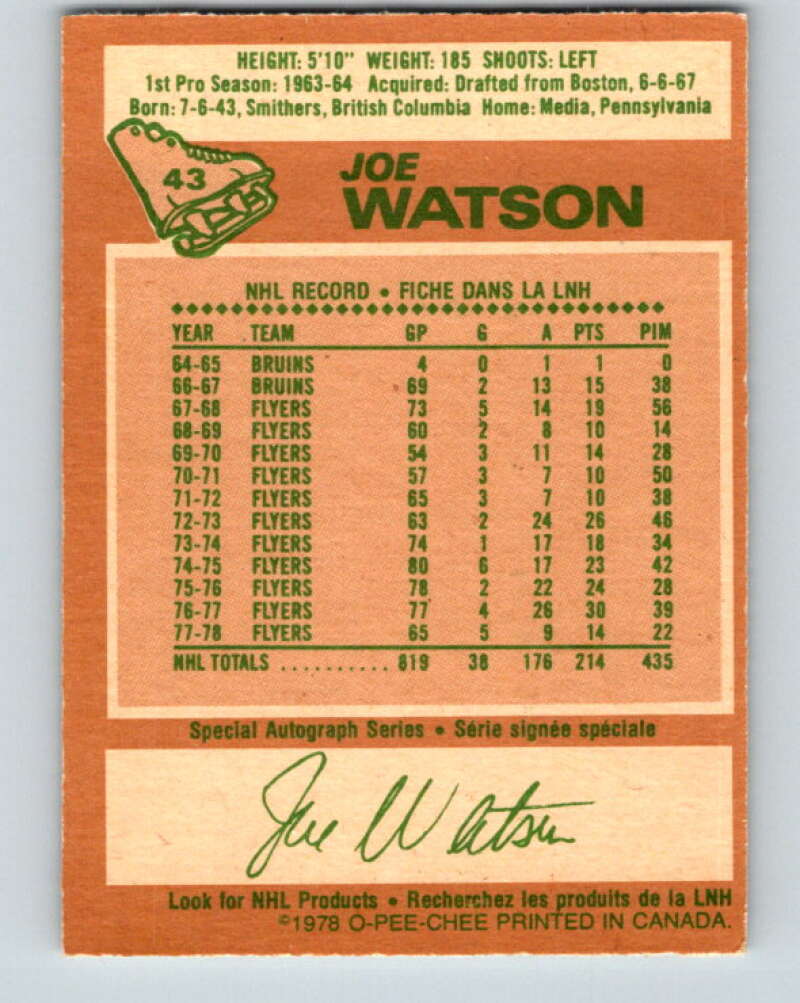 HEIGHT: 5'10" WEIGHT: 185 SHOOTS: LEFT
1st Pro Season: 1963-64 Acquired: Drafted from Boston, 6-6-67
Born: 7-6-43, Smithers, British Columbia Home: Media, Pennsylvania
43
JOE
WATSON
NHL RECORD • FICHE DANS LA LNH
YEAR TEAM GP G A PTS PIM
64-65 BRUINS 4 0 1 1 0
66-67 BRUINS 69 2 13 15 38
67-68 FLYERS 73 5 14 19 56
68-69 FLYERS 60 2 8 10 14
69-70 FLYERS 54 3 11 14 28
70-71 FLYERS 57 3 7 10 50
71-72 FLYERS 65 3 7 10 38
72-73 FLYERS 63 2 24 26 46
73-74 FLYERS 74 1 17 18 34
74-75 FLYERS 80 6 17 23 42
75-76 FLYERS 78 2 22 24 28
76-77 FLYERS 77 4 26 30 39
77-78 FLYERS 65 5 9 14 22
NHL TOTALS .......... 819 38 176 214 435
Special Autograph Series • Série signée spéciale
Joe Watson
Look for NHL Products • Recherchez les produits de la LNH
©1978 O-PEE-CHEE PRINTED IN CANADA.